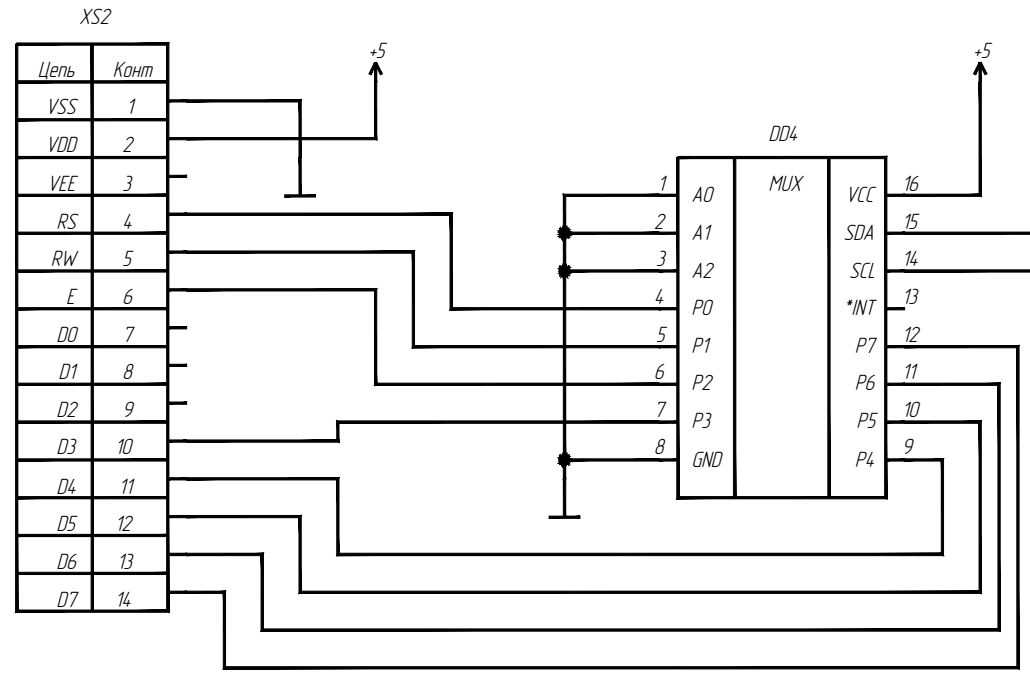 XS2
Цепь Конт
VSS 1
VDD 2
VEE 3
RS 4
RW 5
E 6
D0 7
D1 8
D2 9
D3 10
D4 11
D5 12
D6 13
D7 14
+5
+5
DD4
MUX
1 A0
2 A1
3 A2
4 P0
5 P1
6 P2
7 P3
8 GND
VCC 16
SDA 15
SCL 14
*INT 13
P7 12
P6 11
P5 10
P4 9